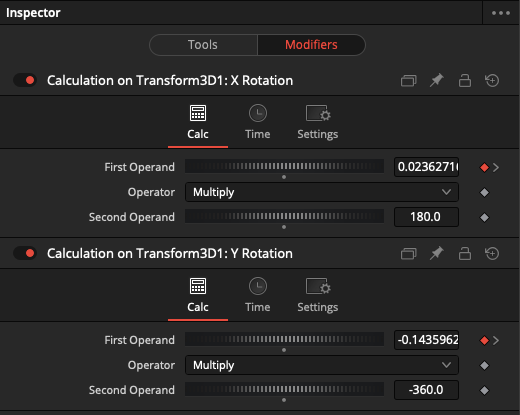 Inspector
Tools Modifiers
Calculation on Transform3D1: X Rotation
Calc Time Settings
First Operand 0.0236271
Operator Multiply
Second Operand 180.0
Calculation on Transform3D1: Y Rotation
Calc Time Settings
First Operand -0.1435962
Operator Multiply
Second Operand -360.0